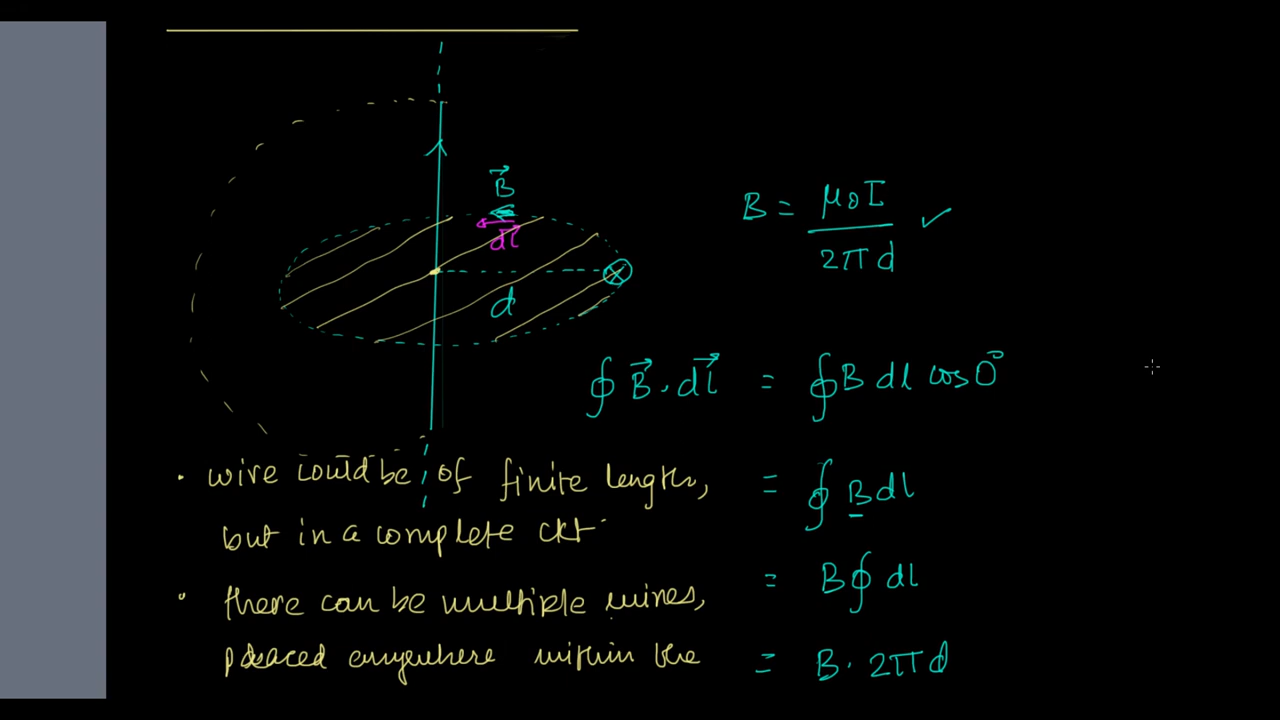 B⃗
dl⃗
d
B = μ0I / 2πd ✓
∮ B⃗ . dl⃗ = ∮ B dl cos 0°
= ∮ B dl
= B ∮ dl
= B . 2πd
• wire could be of finite length,
but in a complete ckt
• there can be multiple wires,
placed anywhere within the